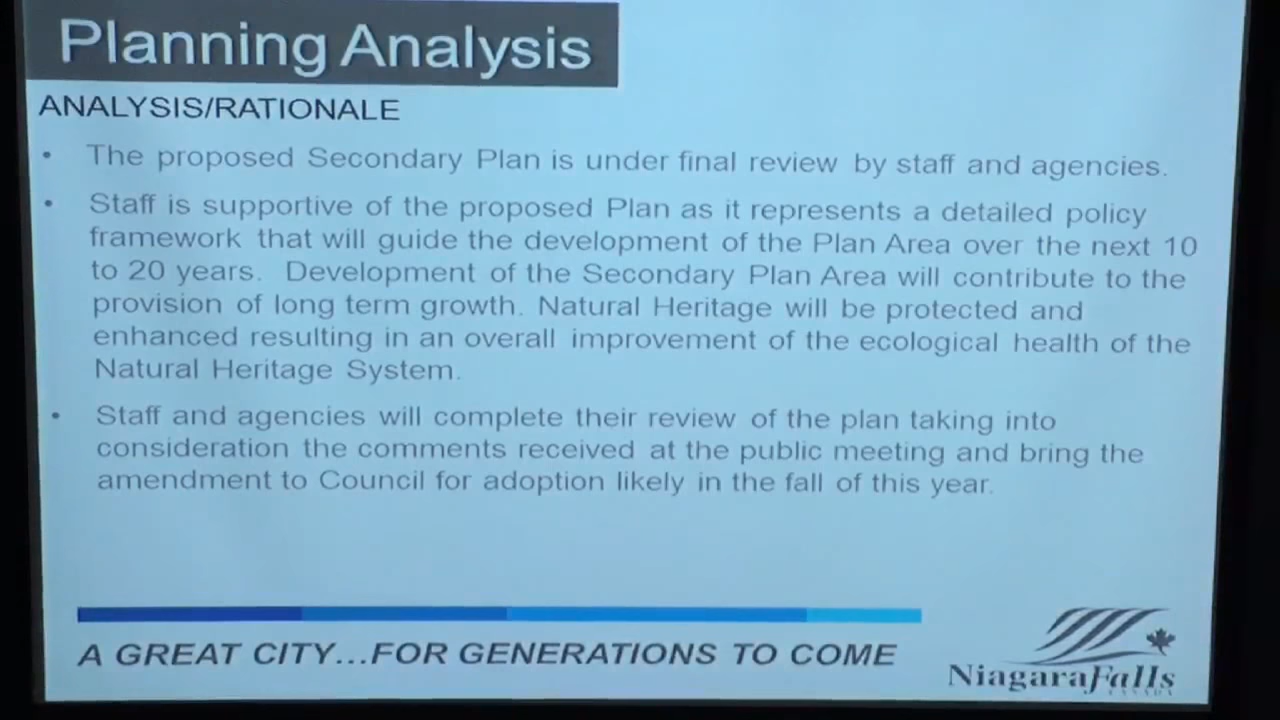 Planning Analysis
ANALYSIS/RATIONALE
• The proposed Secondary Plan is under final review by staff and agencies.
• Staff is supportive of the proposed Plan as it represents a detailed policy
framework that will guide the development of the Plan Area over the next 10
to 20 years. Development of the Secondary Plan Area will contribute to the
provision of long term growth. Natural Heritage will be protected and
enhanced resulting in an overall improvement of the ecological health of the
Natural Heritage System.
• Staff and agencies will complete their review of the plan taking into
consideration the comments received at the public meeting and bring the
amendment to Council for adoption likely in the fall of this year.
A GREAT CITY...FOR GENERATIONS TO COME
NiagaraFalls
CANADA